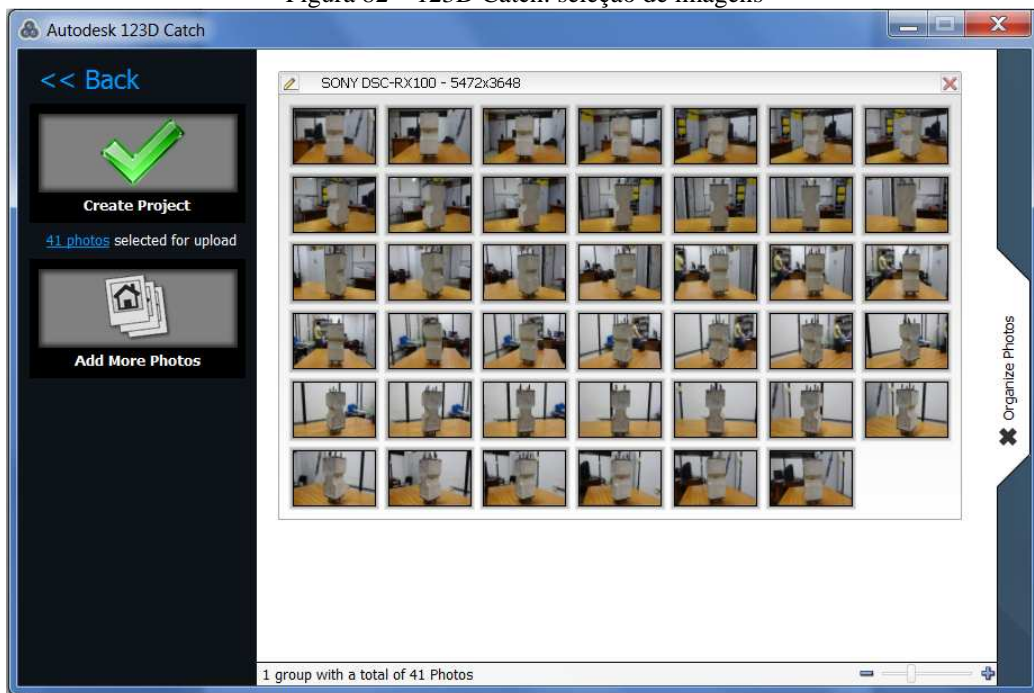 Figura 82 – 123D Catch: seleção de imagens
Autodesk 123D Catch
<< Back
Create Project
41 photos selected for upload
Add More Photos
SONY DSC-RX100 - 5472x3648
Organize Photos
1 group with a total of 41 Photos